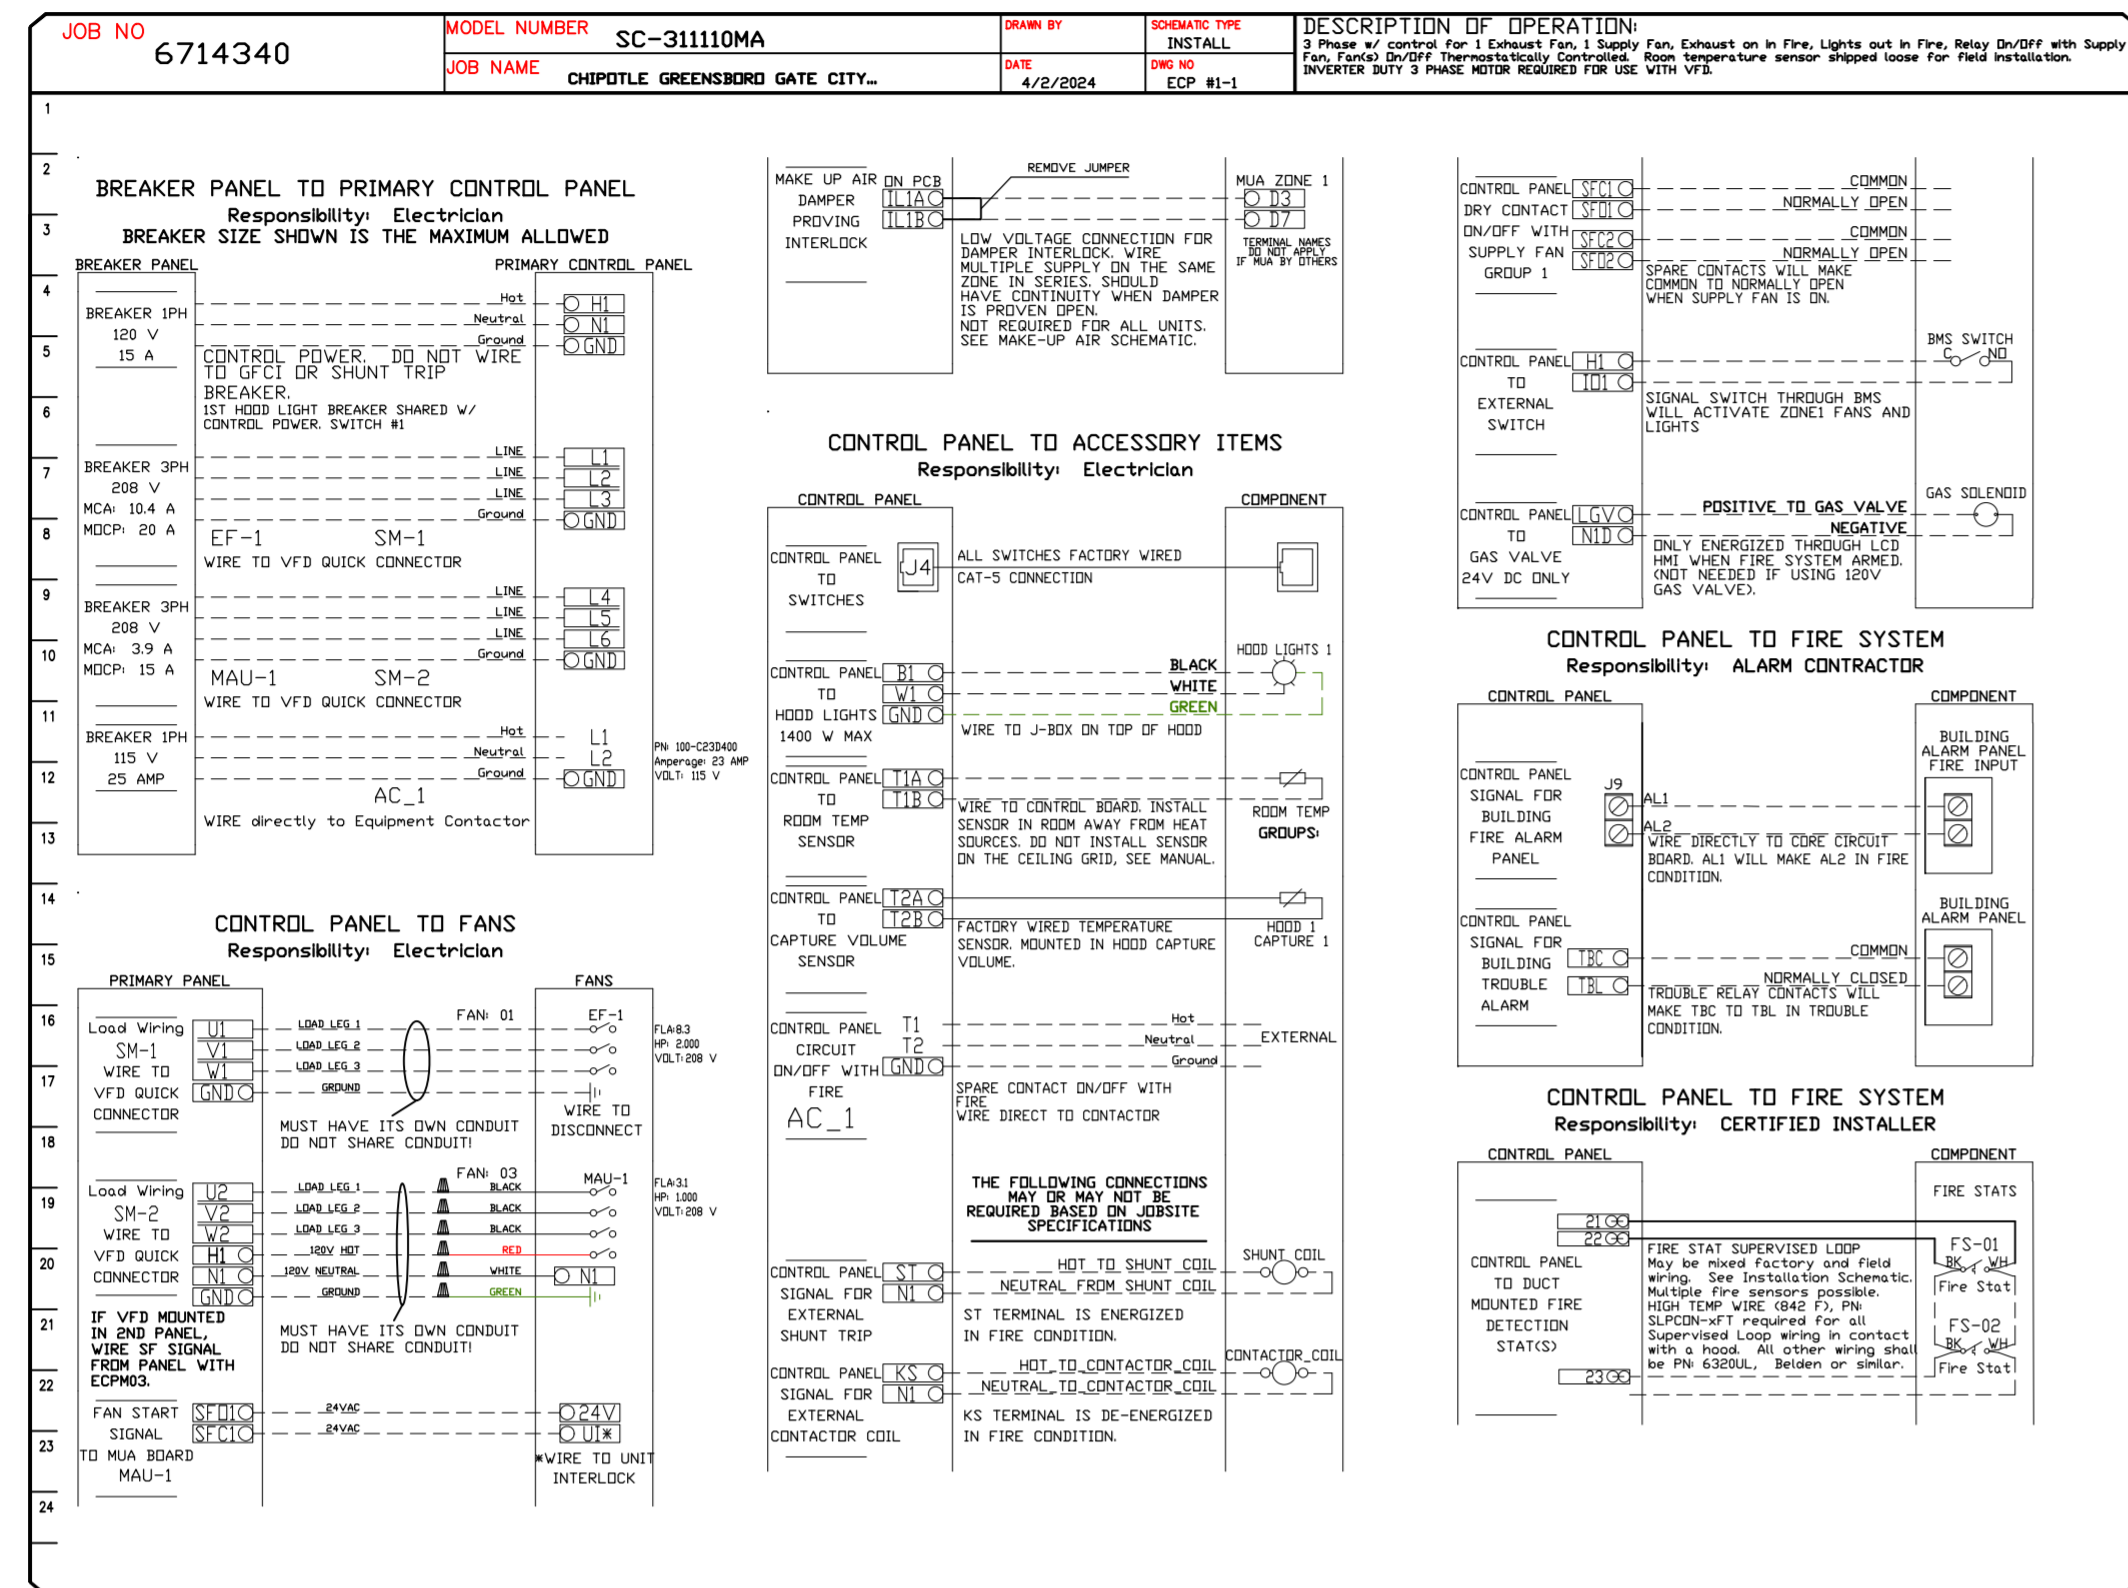 JOB NO
6714340
MODEL NUMBER
SC-311110MA
JOB NAME
CHIPOTLE GREENSBORO GATE CITY...
DRAWN BY
SCHEMATIC TYPE
INSTALL
DATE
4/2/2024
DWG NO
ECP #1-1
DESCRIPTION OF OPERATION:
3 Phase w/ control for 1 Exhaust Fan, 1 Supply Fan, Exhaust on in Fire, Lights out in Fire, Relay On/Off with Supply
Fan, Fan(s) On/Off Thermostatically Controlled. Room temperature sensor shipped loose for field installation.
INVERTER DUTY 3 PHASE MOTOR REQUIRED FOR USE WITH VFD.
1
2
3
4
5
6
7
8
9
10
11
12
13
14
15
16
17
18
19
20
21
22
23
24
BREAKER PANEL TO PRIMARY CONTROL PANEL
Responsibility: Electrician
BREAKER SIZE SHOWN IS THE MAXIMUM ALLOWED
BREAKER PANEL
PRIMARY CONTROL PANEL
BREAKER 1PH
120 V
15 A
Hot
H1
Neutral
N1
Ground
GND
CONTROL POWER. DO NOT WIRE
TO GFCI OR SHUNT TRIP
BREAKER.
1ST HOOD LIGHT BREAKER SHARED W/
CONTROL POWER. SWITCH #1
BREAKER 3PH
208 V
MCA: 10.4 A
MOCP: 20 A
LINE
L1
LINE
L2
LINE
L3
Ground
GND
EF-1
SM-1
WIRE TO VFD QUICK CONNECTOR
BREAKER 3PH
208 V
MCA: 3.9 A
MOCP: 15 A
LINE
L4
LINE
L5
LINE
L6
Ground
GND
MAU-1
SM-2
WIRE TO VFD QUICK CONNECTOR
BREAKER 1PH
115 V
25 AMP
Hot
L1
Neutral
L2
Ground
GND
PN: 100-C23D400
Amperage: 23 AMP
VOLT: 115 V
AC_1
WIRE directly to Equipment Contactor
CONTROL PANEL TO FANS
Responsibility: Electrician
PRIMARY PANEL
FANS
Load Wiring
SM-1
WIRE TO
VFD QUICK
CONNECTOR
U1
V1
W1
GND
LOAD LEG 1
LOAD LEG 2
LOAD LEG 3
GROUND
FAN: 01
EF-1
FLA:8.3
HP: 2.000
VOLT:208 V
WIRE TO
DISCONNECT
MUST HAVE ITS OWN CONDUIT
DO NOT SHARE CONDUIT!
Load Wiring
SM-2
WIRE TO
VFD QUICK
CONNECTOR
U2
V2
W2
H1
N1
GND
LOAD LEG 1
LOAD LEG 2
LOAD LEG 3
120V HOT
120V NEUTRAL
GROUND
FAN: 03
BLACK
BLACK
BLACK
RED
WHITE
GREEN
MAU-1
N1
FLA:3.1
HP: 1.000
VOLT:208 V
IF VFD MOUNTED
IN 2ND PANEL,
WIRE SF SIGNAL
FROM PANEL WITH
ECPM03.
MUST HAVE ITS OWN CONDUIT
DO NOT SHARE CONDUIT!
FAN START
SIGNAL
TO MUA BOARD
MAU-1
SFO1
SFC1
24VAC
24VAC
24V
UI*
*WIRE TO UNIT
INTERLOCK
MAKE UP AIR
DAMPER
PROVING
INTERLOCK
ON PCB
IL1A
IL1B
REMOVE JUMPER
MUA ZONE 1
D3
D7
TERMINAL NAMES
DO NOT APPLY
IF MUA BY OTHERS
LOW VOLTAGE CONNECTION FOR
DAMPER INTERLOCK. WIRE
MULTIPLE SUPPLY ON THE SAME
ZONE IN SERIES. SHOULD
HAVE CONTINUITY WHEN DAMPER
IS PROVEN OPEN.
NOT REQUIRED FOR ALL UNITS.
SEE MAKE-UP AIR SCHEMATIC.
CONTROL PANEL TO ACCESSORY ITEMS
Responsibility: Electrician
CONTROL PANEL
COMPONENT
CONTROL PANEL
TO
SWITCHES
J4
ALL SWITCHES FACTORY WIRED
CAT-5 CONNECTION
CONTROL PANEL
TO
HOOD LIGHTS
1400 W MAX
B1
W1
GND
BLACK
WHITE
GREEN
HOOD LIGHTS 1
WIRE TO J-BOX ON TOP OF HOOD
CONTROL PANEL
TO
ROOM TEMP
SENSOR
T1A
T1B
WIRE TO CONTROL BOARD. INSTALL
SENSOR IN ROOM AWAY FROM HEAT
SOURCES. DO NOT INSTALL SENSOR
ON THE CEILING GRID, SEE MANUAL.
ROOM TEMP
GROUPS:
CONTROL PANEL
TO
CAPTURE VOLUME
SENSOR
T2A
T2B
FACTORY WIRED TEMPERATURE
SENSOR. MOUNTED IN HOOD CAPTURE
VOLUME.
HOOD 1
CAPTURE 1
CONTROL PANEL
CIRCUIT
ON/OFF WITH
FIRE
AC_1
T1
T2
GND
Hot
Neutral
Ground
EXTERNAL
SPARE CONTACT ON/OFF WITH
FIRE
WIRE DIRECT TO CONTACTOR
THE FOLLOWING CONNECTIONS
MAY OR MAY NOT BE
REQUIRED BASED ON JOBSITE
SPECIFICATIONS
CONTROL PANEL
SIGNAL FOR
EXTERNAL
SHUNT TRIP
ST
N1
HOT TO SHUNT COIL
NEUTRAL FROM SHUNT COIL
SHUNT COIL
ST TERMINAL IS ENERGIZED
IN FIRE CONDITION.
CONTROL PANEL
SIGNAL FOR
EXTERNAL
CONTACTOR COIL
KS
N1
HOT TO CONTACTOR COIL
NEUTRAL TO CONTACTOR COIL
CONTACTOR COIL
KS TERMINAL IS DE-ENERGIZED
IN FIRE CONDITION.
CONTROL PANEL
DRY CONTACT
ON/OFF WITH
SUPPLY FAN
GROUP 1
SFC1
SFO1
SFC2
SFO2
COMMON
NORMALLY OPEN
COMMON
NORMALLY OPEN
SPARE CONTACTS WILL MAKE
COMMON TO NORMALLY OPEN
WHEN SUPPLY FAN IS ON.
CONTROL PANEL
TO
EXTERNAL
SWITCH
H1
IO1
BMS SWITCH
C
NO
SIGNAL SWITCH THROUGH BMS
WILL ACTIVATE ZONE1 FANS AND
LIGHTS
CONTROL PANEL
TO
GAS VALVE
24V DC ONLY
LGV
N1D
POSITIVE TO GAS VALVE
NEGATIVE
GAS SOLENOID
ONLY ENERGIZED THROUGH LCD
HMI WHEN FIRE SYSTEM ARMED.
(NOT NEEDED IF USING 120V
GAS VALVE).
CONTROL PANEL TO FIRE SYSTEM
Responsibility: ALARM CONTRACTOR
CONTROL PANEL
COMPONENT
CONTROL PANEL
SIGNAL FOR
BUILDING
FIRE ALARM
PANEL
J9
AL1
AL2
BUILDING
ALARM PANEL
FIRE INPUT
WIRE DIRECTLY TO CORE CIRCUIT
BOARD. AL1 WILL MAKE AL2 IN FIRE
CONDITION.
CONTROL PANEL
SIGNAL FOR
BUILDING
TROUBLE
ALARM
TBC
TBL
COMMON
NORMALLY CLOSED
BUILDING
ALARM PANEL
TROUBLE RELAY CONTACTS WILL
MAKE TBC TO TBL IN TROUBLE
CONDITION.
CONTROL PANEL TO FIRE SYSTEM
Responsibility: CERTIFIED INSTALLER
CONTROL PANEL
COMPONENT
CONTROL PANEL
TO DUCT
MOUNTED FIRE
DETECTION
STAT(S)
21
22
23
FIRE STAT SUPERVISED LOOP
May be mixed factory and field
wiring. See Installation Schematic.
Multiple fire sensors possible.
HIGH TEMP WIRE (842 F), PN:
SLPCON-xFT required for all
Supervised Loop wiring in contact
with a hood. All other wiring shall
be PN: 6320UL, Belden or similar.
FIRE STATS
FS-01
BK
WH
Fire Stat
FS-02
BK
WH
Fire Stat